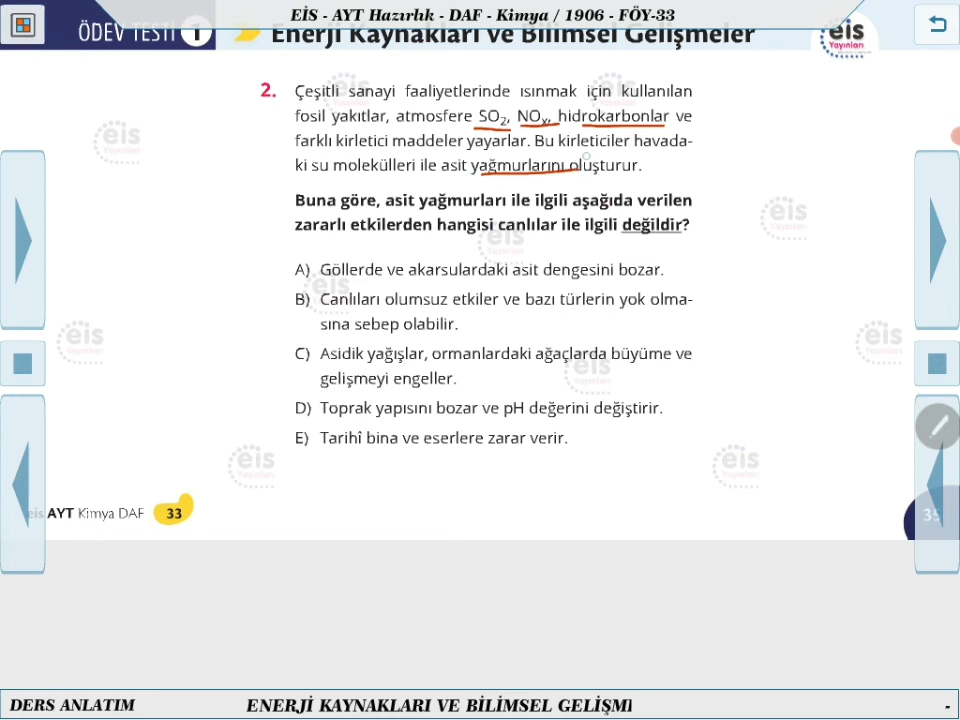 EİS - AYT Hazırlık - DAF - Kimya / 1906 - FÖY-33
ÖDEV TESTİ 1
Enerji Kaynakları ve Bilimsel Gelişmeler
eis
Yayınları
2. Çeşitli sanayi faaliyetlerinde ısınmak için kullanılan
fosil yakıtlar, atmosfere SO₂, NOₓ, hidrokarbonlar ve
farklı kirletici maddeler yayarlar. Bu kirleticiler havada-
ki su molekülleri ile asit yağmurlarını oluşturur.
Buna göre, asit yağmurları ile ilgili aşağıda verilen
zararlı etkilerden hangisi canlılar ile ilgili değildir?
A) Göllerde ve akarsulardaki asit dengesini bozar.
B) Canlıları olumsuz etkiler ve bazı türlerin yok olma-
sına sebep olabilir.
C) Asidik yağışlar, ormanlardaki ağaçlarda büyüme ve
gelişmeyi engeller.
D) Toprak yapısını bozar ve pH değerini değiştirir.
E) Tarihî bina ve eserlere zarar verir.
eis AYT Kimya DAF 33
DERS ANLATIM
ENERJİ KAYNAKLARI VE BİLİMSEL GELİŞMI
-